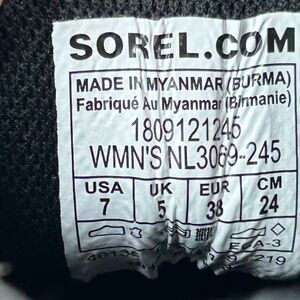 SOREL.COM
MADE IN MYANMAR (BURMA)
Fabriqué Au Myanmar (Birmanie)
1809121245
WMN'S NL3069-245
USA UK EUR CM
7 5 38 24